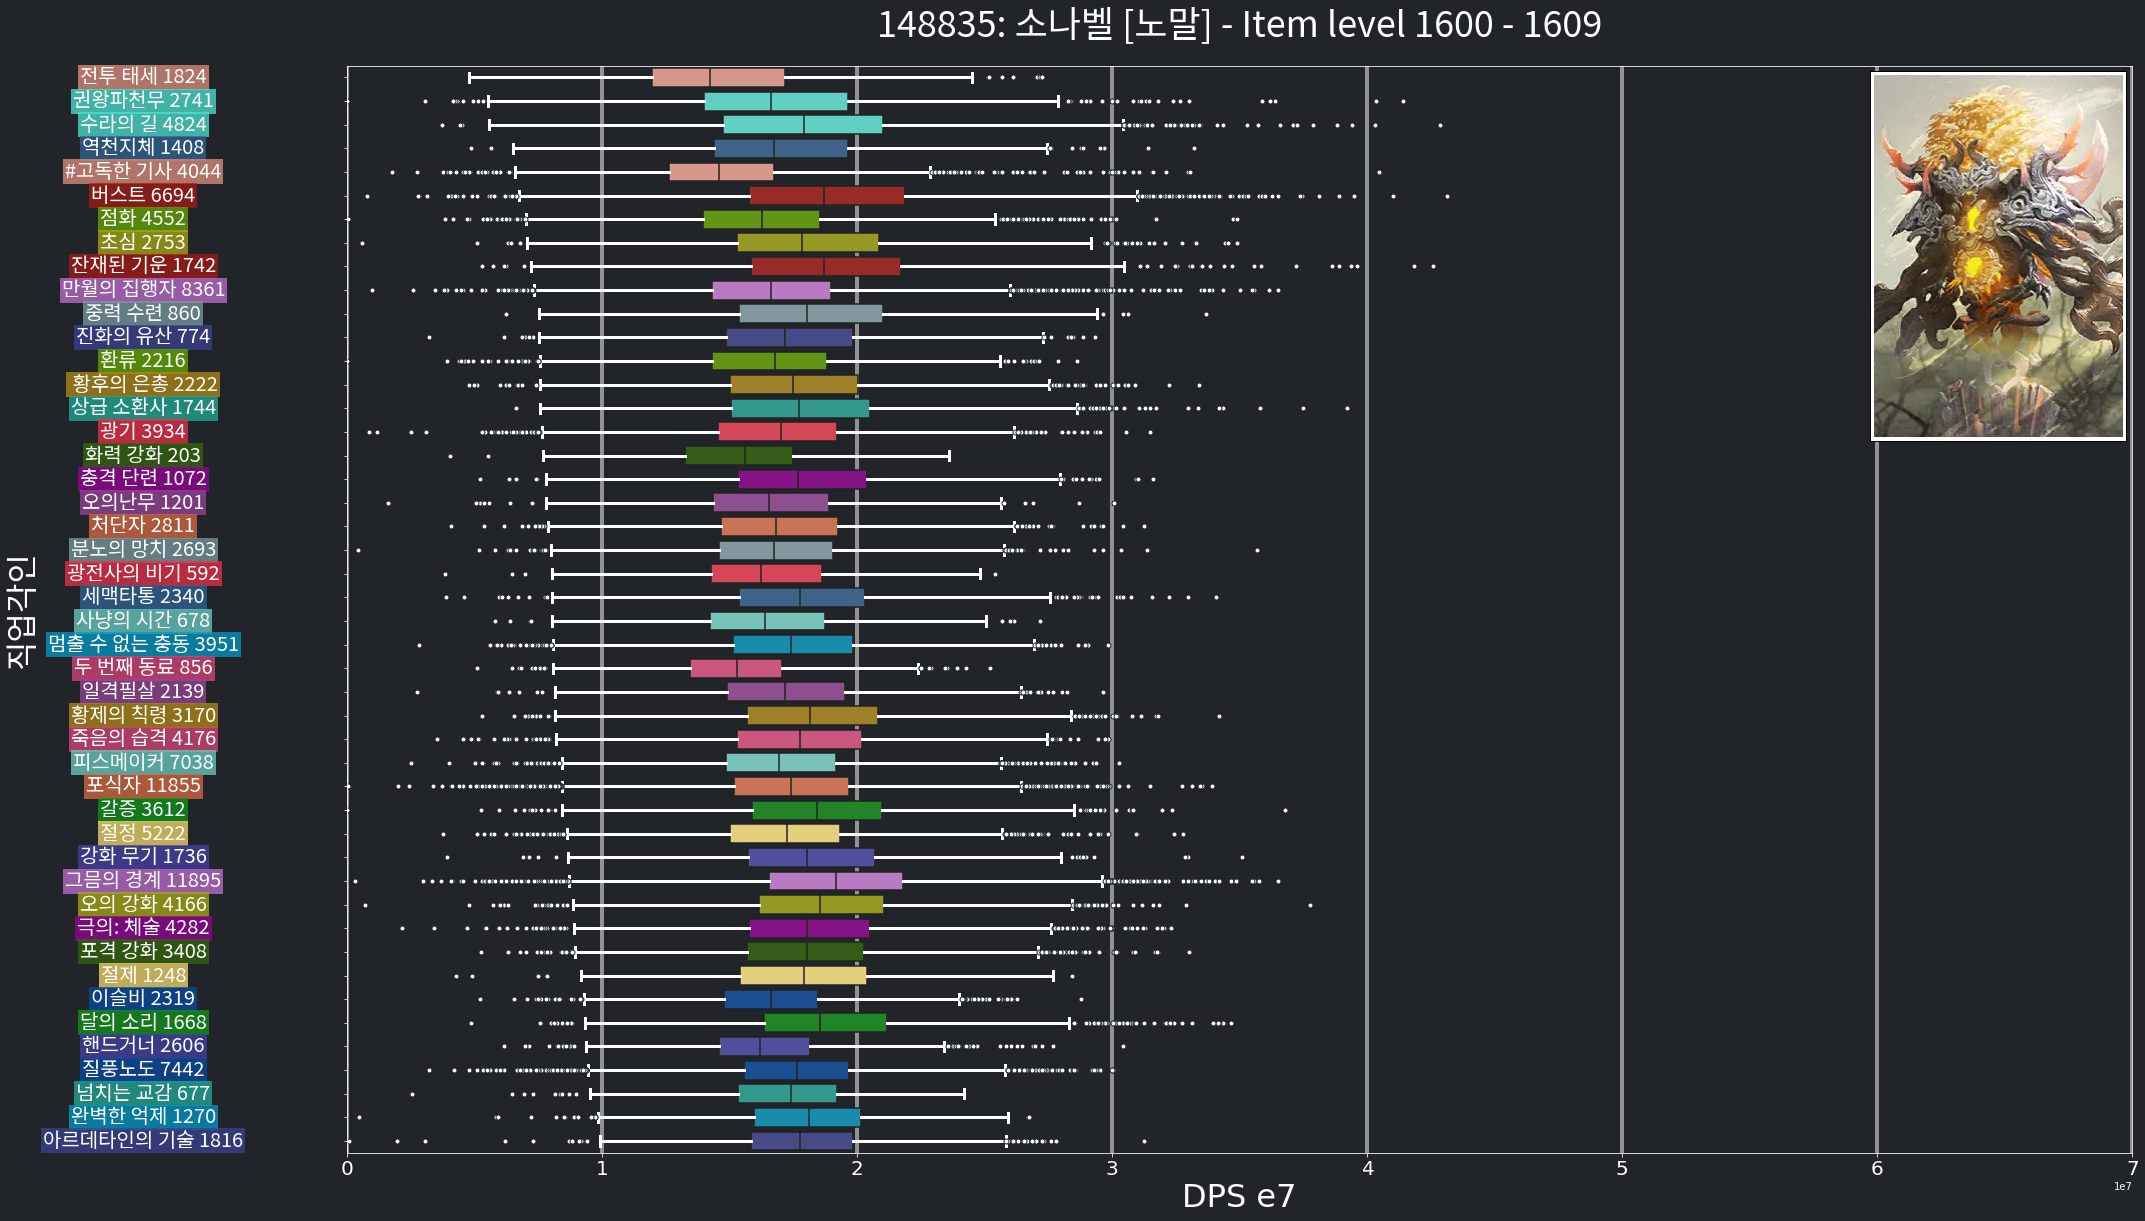 148835: 소나벨 [노말] - Item level 1600 - 1609
전투 태세 1824
권왕파천무 2741
수라의 길 4824
역천지체 1408
#고독한 기사 4044
버스트 6694
점화 4552
초심 2753
잔재된 기운 1742
만월의 집행자 8361
중력 수련 860
진화의 유산 774
환류 2216
황후의 은총 2222
상급 소환사 1744
광기 3934
화력 강화 203
충격 단련 1072
오의난무 1201
처단자 2811
분노의 망치 2693
광전사의 비기 592
세맥타통 2340
사냥의 시간 678
멈출 수 없는 충동 3951
두 번째 동료 856
일격필살 2139
황제의 칙령 3170
죽음의 습격 4176
피스메이커 7038
포식자 11855
갈증 3612
절정 5222
강화 무기 1736
그믐의 경계 11895
오의 강화 4166
극의: 체술 4282
포격 강화 3408
절제 1248
이슬비 2319
달의 소리 1668
핸드거너 2606
질풍노도 7442
넘치는 교감 677
완벽한 억제 1270
아르데타인의 기술 1816
직업각인
0 1 2 3 4 5 6 7
1e7
DPS e7